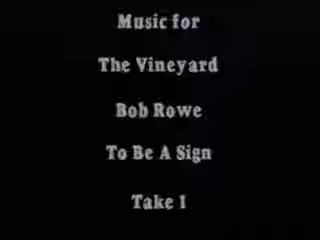 Music for
The Vineyard
Bob Rowe
To Be A Sign
Take 1